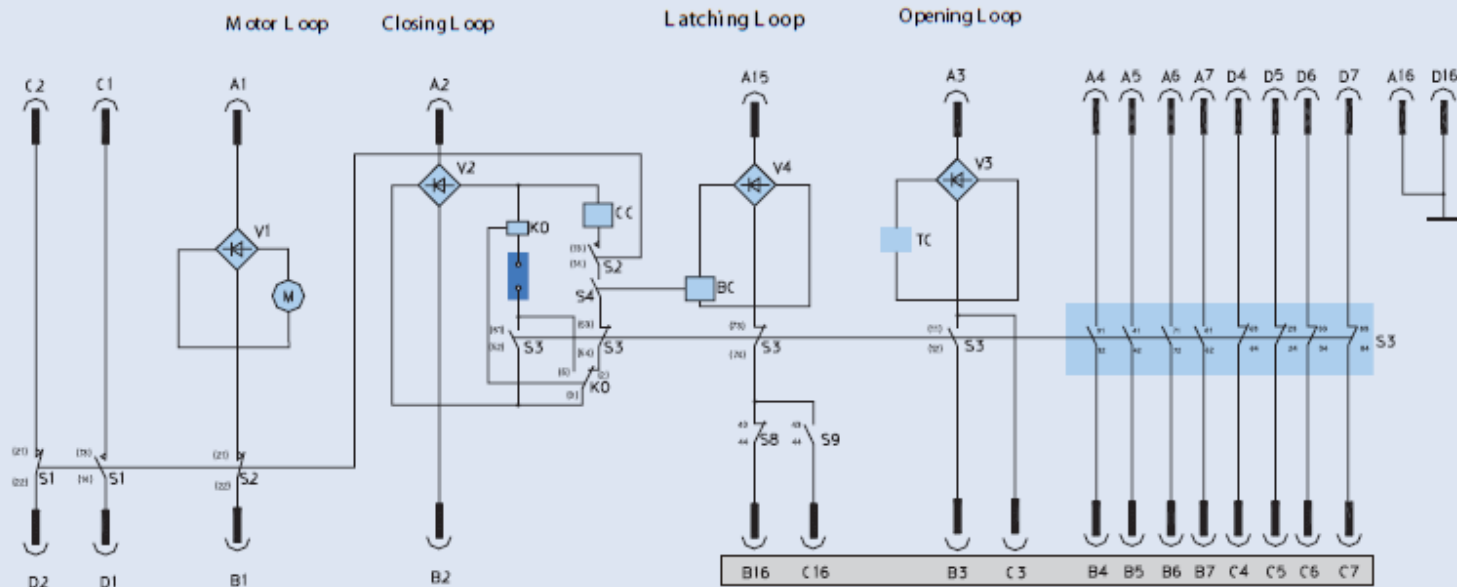 Motor Loop Closing Loop Latching Loop Opening Loop
C2 C1 A1 A2 A15 A3 A4 A5 A6 A7 D4 D5 D6 D7 A16 D16
V2 V4 V3
CC
KO
V1 TC
S2
M S4 BC
S3 S3 S3 S3 S3
KO
S8 S9
S1 S1 S2
D2 D1 B1 B2 B16 C16 B3 C3 B4 B5 B6 B7 C4 C5 C6 C7